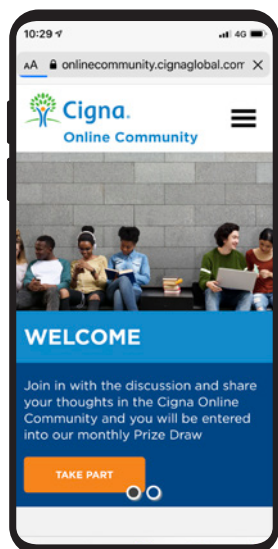 10:29
4G
AA onlinecommunity.cignaglobal.com
Cigna.
Online Community
WELCOME
Join in with the discussion and share
your thoughts in the Cigna Online
Community and you will be entered
into our monthly Prize Draw
TAKE PART